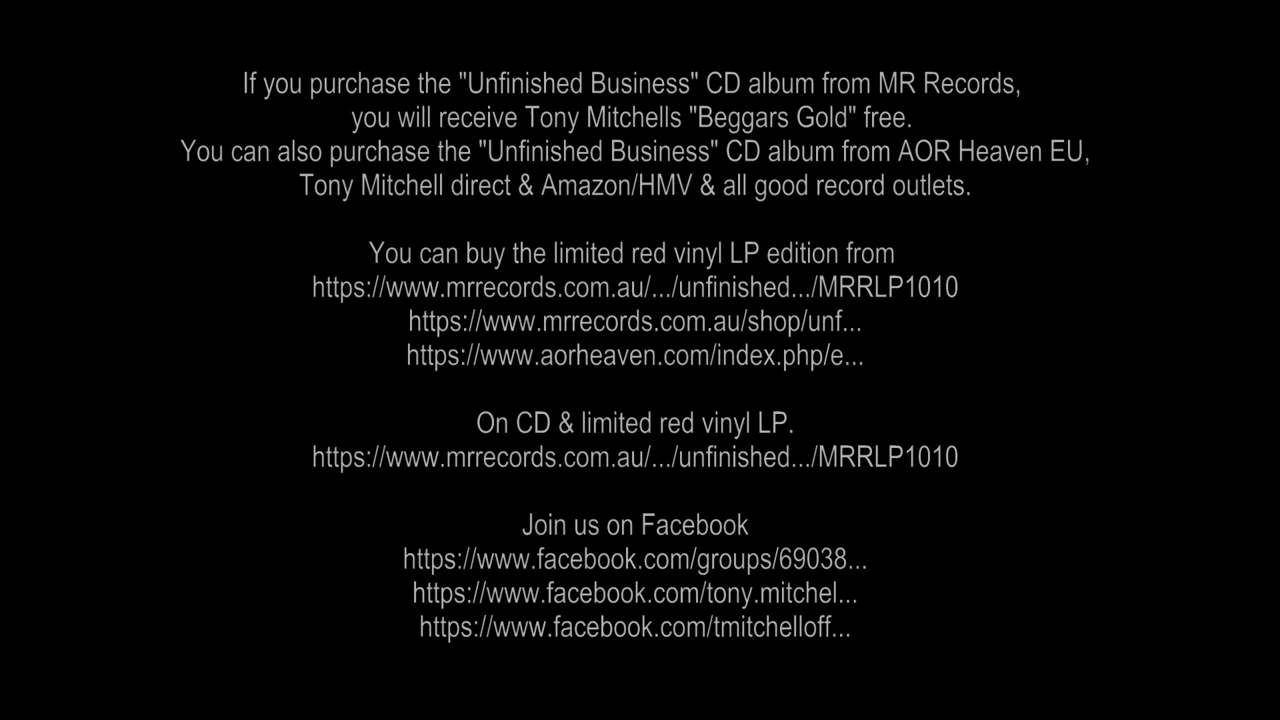 If you purchase the "Unfinished Business" CD album from MR Records,
you will receive Tony Mitchells "Beggars Gold" free.
You can also purchase the "Unfinished Business" CD album from AOR Heaven EU,
Tony Mitchell direct & Amazon/HMV & all good record outlets.
You can buy the limited red vinyl LP edition from
https://www.mrrecords.com.au/.../unfinished.../MRRLP1010
https://www.mrrecords.com.au/shop/unf...
https://www.aorheaven.com/index.php/e...
On CD & limited red vinyl LP.
https://www.mrrecords.com.au/.../unfinished.../MRRLP1010
Join us on Facebook
https://www.facebook.com/groups/69038...
https://www.facebook.com/tony.mitchel...
https://www.facebook.com/tmitchelloff...